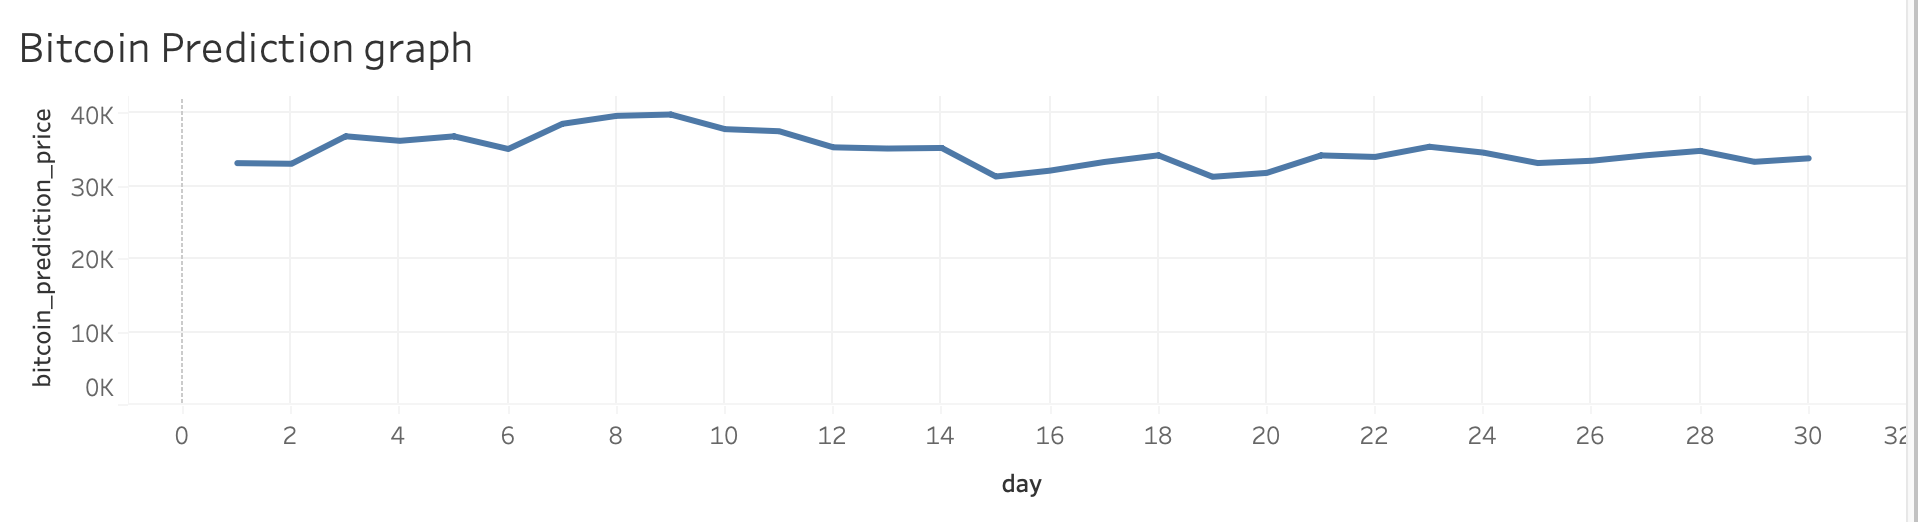 Bitcoin Prediction graph
bitcoin_prediction_price
40K
30K
20K
10K
0K
0 2 4 6 8 10 12 14 16 18 20 22 24 26 28 30 32
day